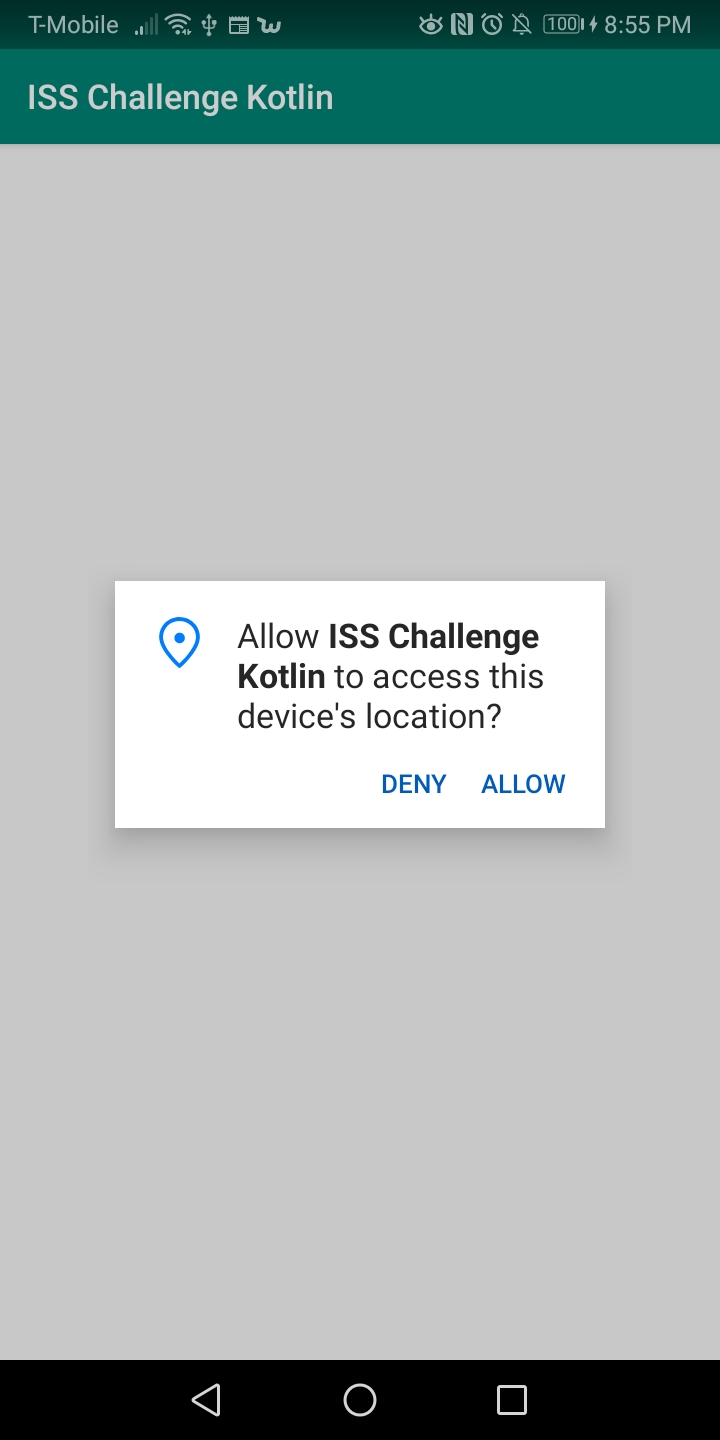 T-Mobile 100 8:55 PM
ISS Challenge Kotlin
Allow ISS Challenge
Kotlin to access this
device's location?
DENY ALLOW